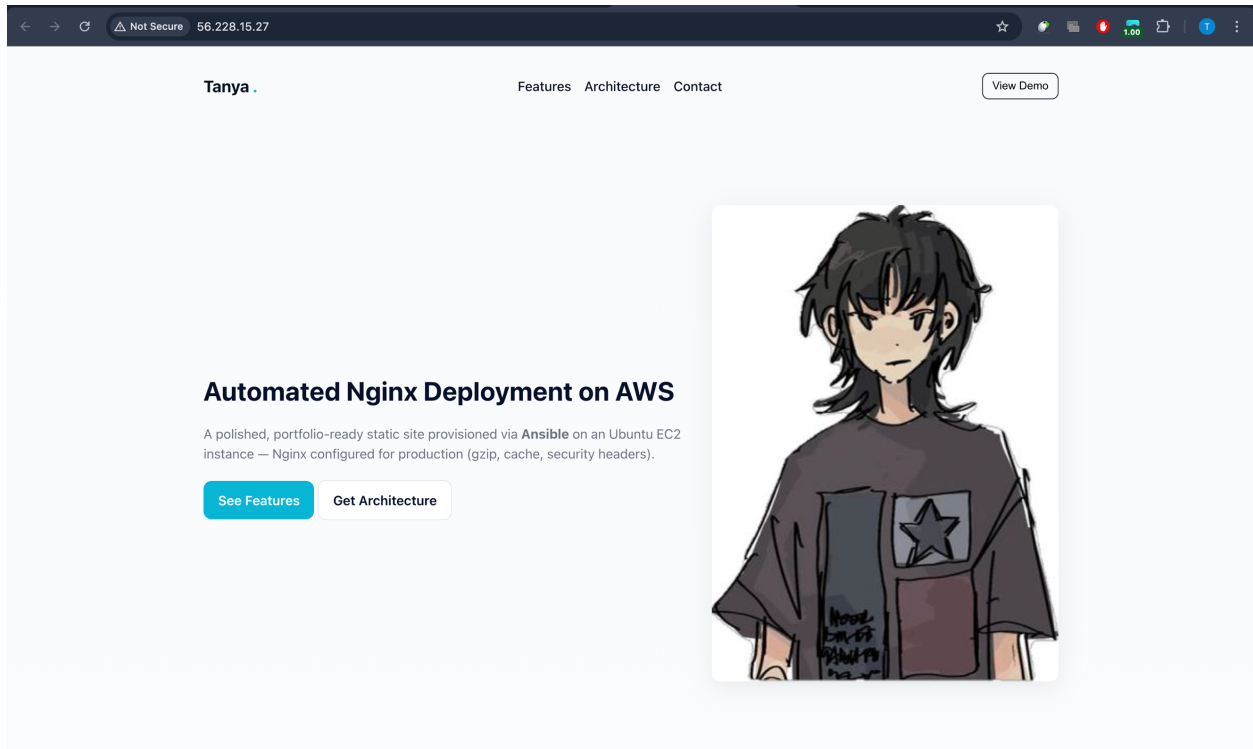 Not Secure 56.228.15.27
1.00
T
Tanya .
Features Architecture Contact
View Demo
Automated Nginx Deployment on AWS
A polished, portfolio-ready static site provisioned via Ansible on an Ubuntu EC2
instance — Nginx configured for production (gzip, cache, security headers).
See Features Get Architecture